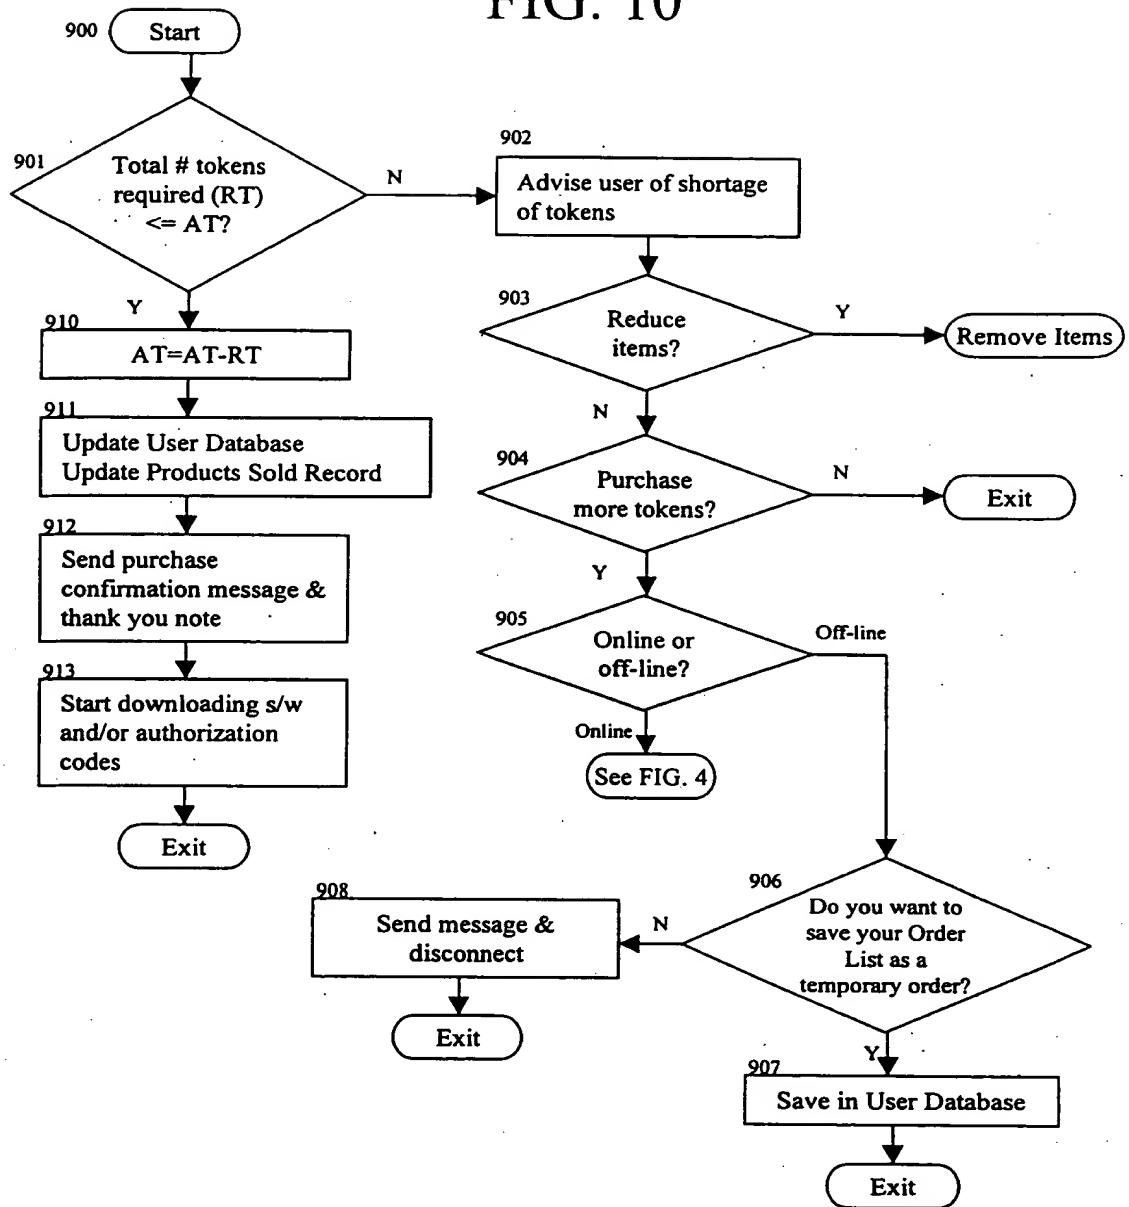 FIG. 10
900
Start
901
Total # tokens
required (RT)
<= AT?
N
902
Advise user of shortage
of tokens
903
Reduce
items?
Y
Remove Items
Y
910
AT=AT-RT
N
911
Update User Database
Update Products Sold Record
904
Purchase
more tokens?
N
Exit
912
Send purchase
confirmation message &
thank you note
Y
905
Online or
off-line?
Off-line
913
Start downloading s/w
and/or authorization
codes
Online
See FIG. 4
Exit
906
Do you want to
save your Order
List as a
temporary order?
N
908
Send message &
disconnect
Exit
Y
907
Save in User Database
Exit